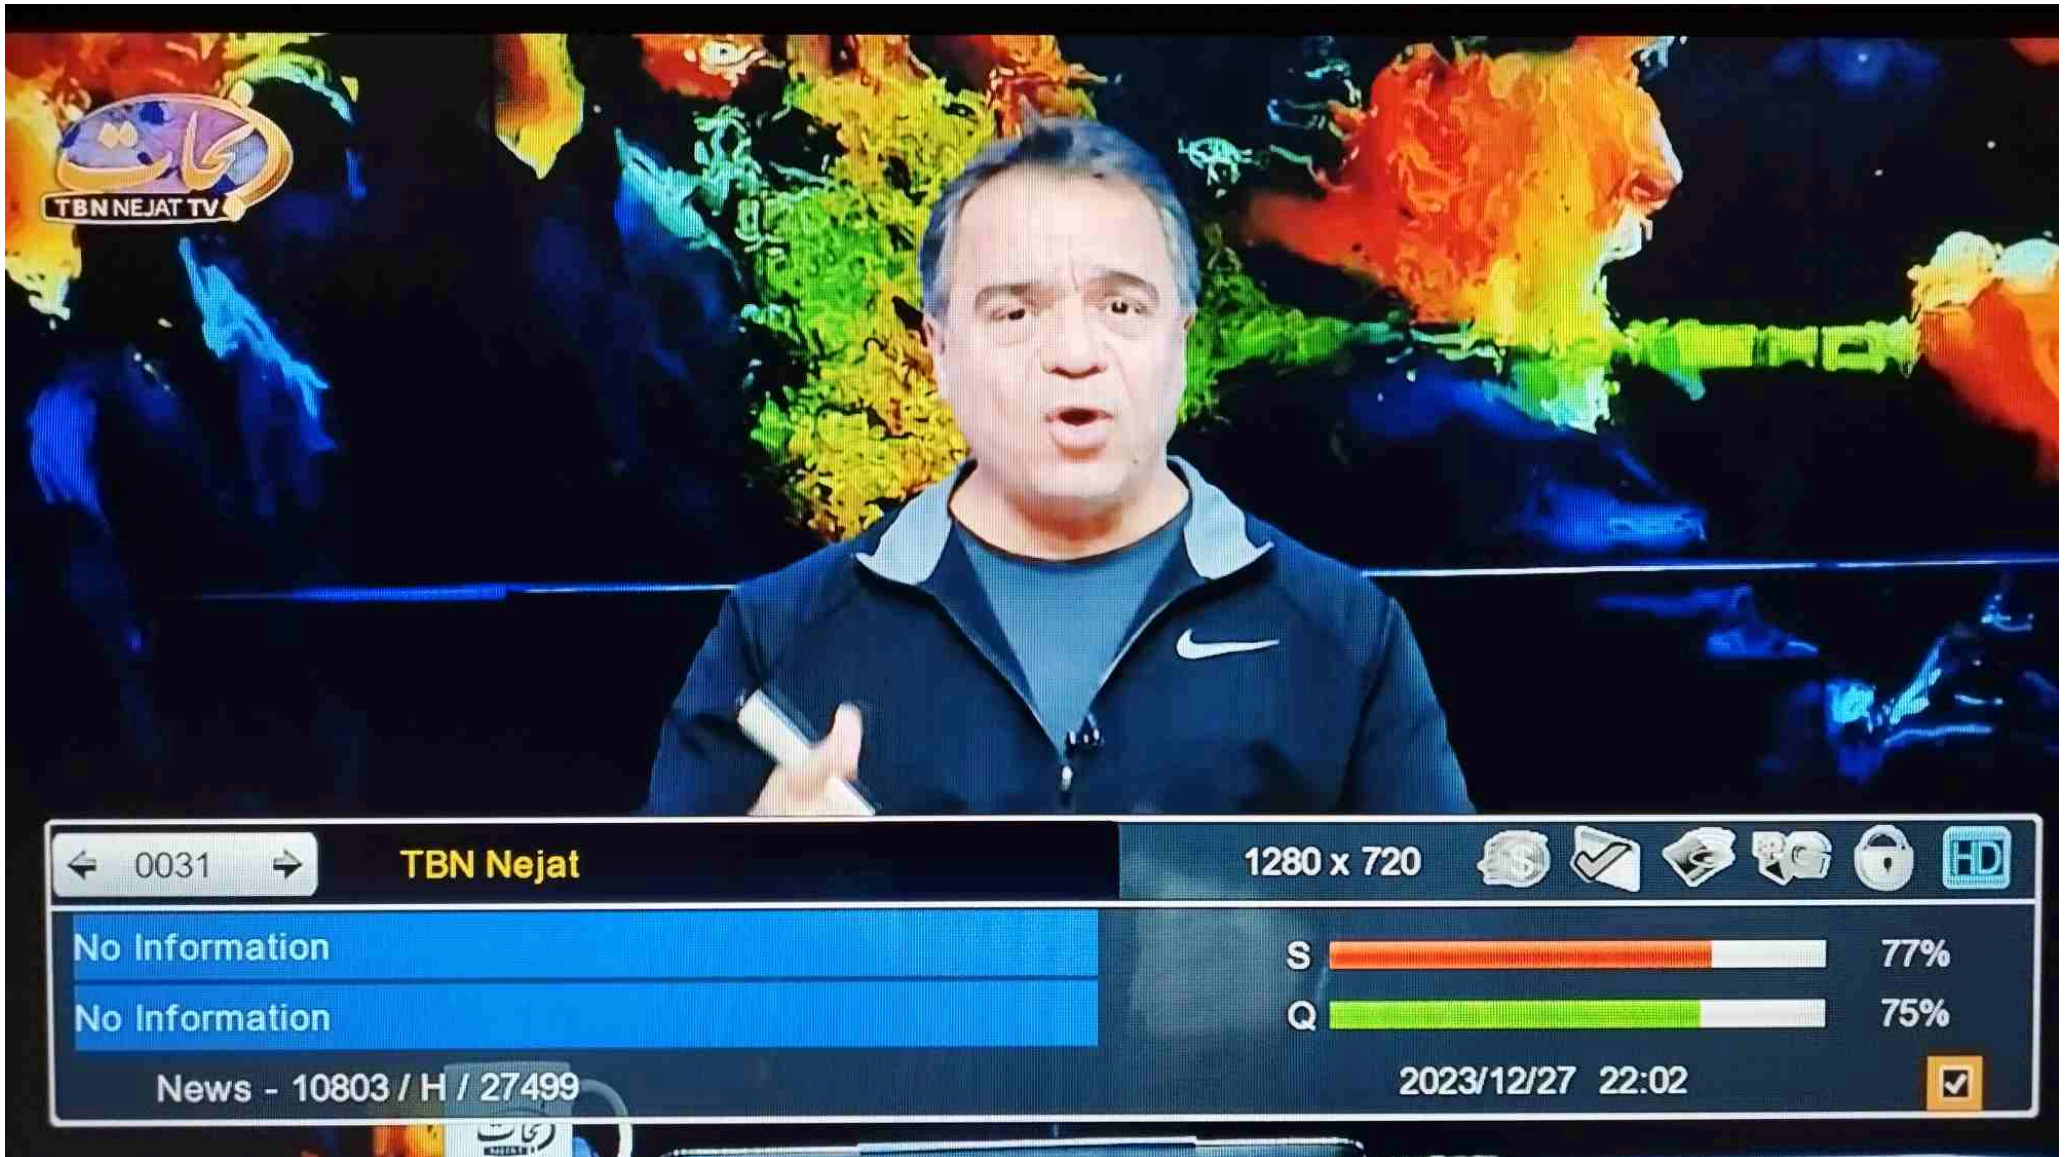 نجات
TBN NEJAT TV
0031
TBN Nejat
1280 x 720
HD
No Information
S
77%
No Information
Q
75%
News - 10803 / H / 27499
2023/12/27 22:02
نجات